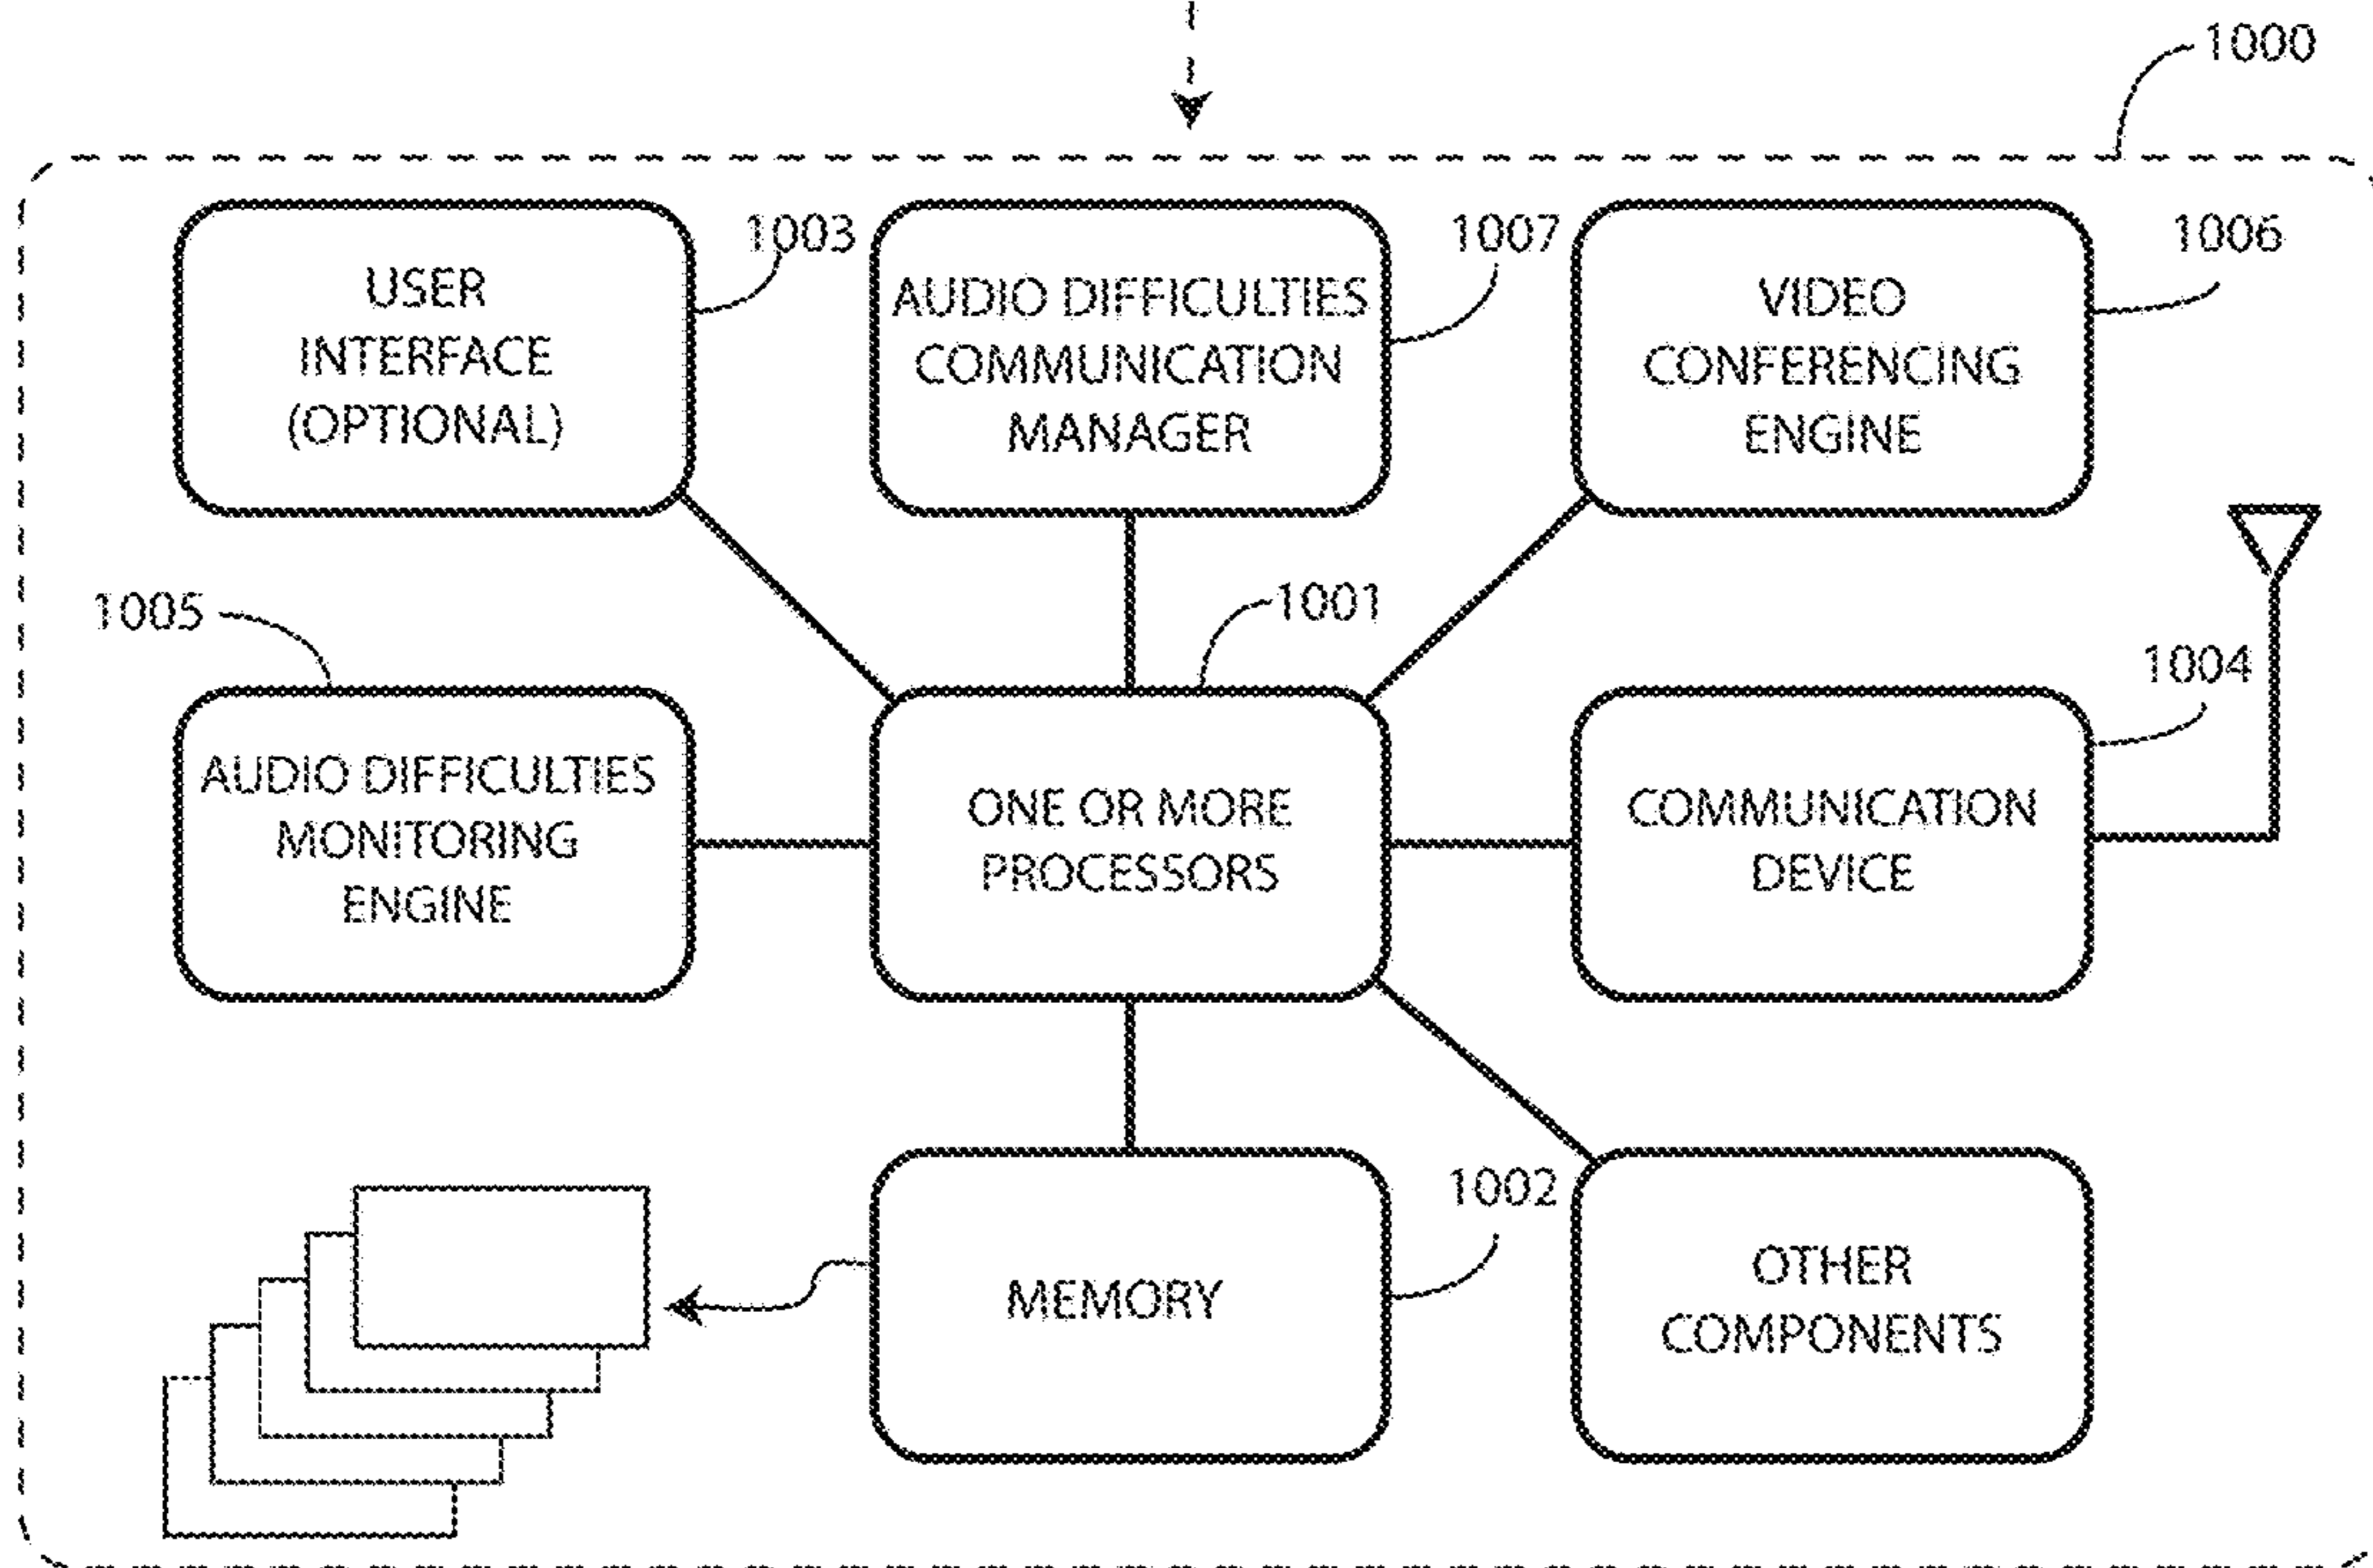 1000
1003
1007
1006
USER
INTERFACE
(OPTIONAL)
AUDIO DIFFICULTIES
COMMUNICATION
MANAGER
VIDEO
CONFERENCING
ENGINE
1005
1001
1004
AUDIO DIFFICULTIES
MONITORING
ENGINE
ONE OR MORE
PROCESSORS
COMMUNICATION
DEVICE
1002
MEMORY
OTHER
COMPONENTS